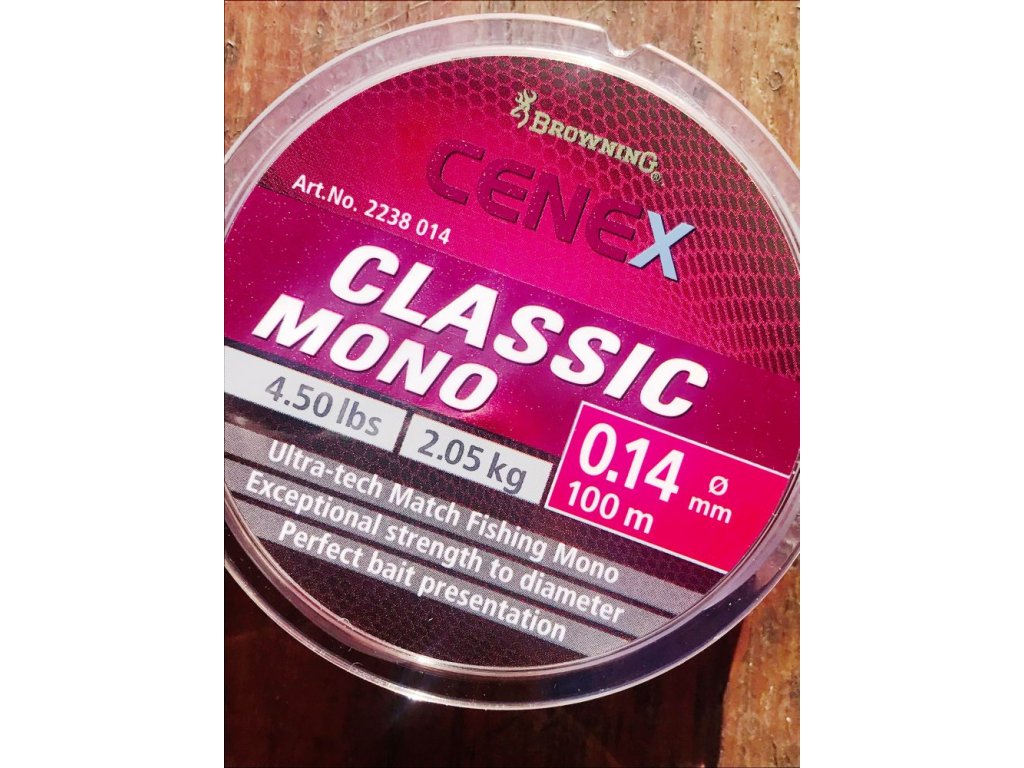 BROWNING®
CENEX
Art.No. 2238 014
CLASSIC
MONO
4.50 lbs
2.05 kg
0.14 ø mm
100 m
Ultra-tech Match Fishing Mono
Exceptional strength to diameter
Perfect bait presentation